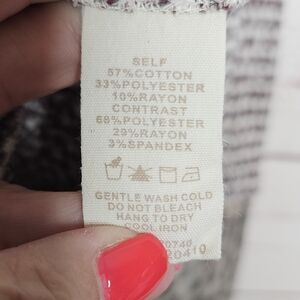 SELF
57%COTTON
33%POLYESTER
10%RAYON
CONTRAST
68%POLYESTER
29%RAYON
3%SPANDEX
GENTLE WASH COLD
DO NOT BLEACH
HANG TO DRY
COOL IRON